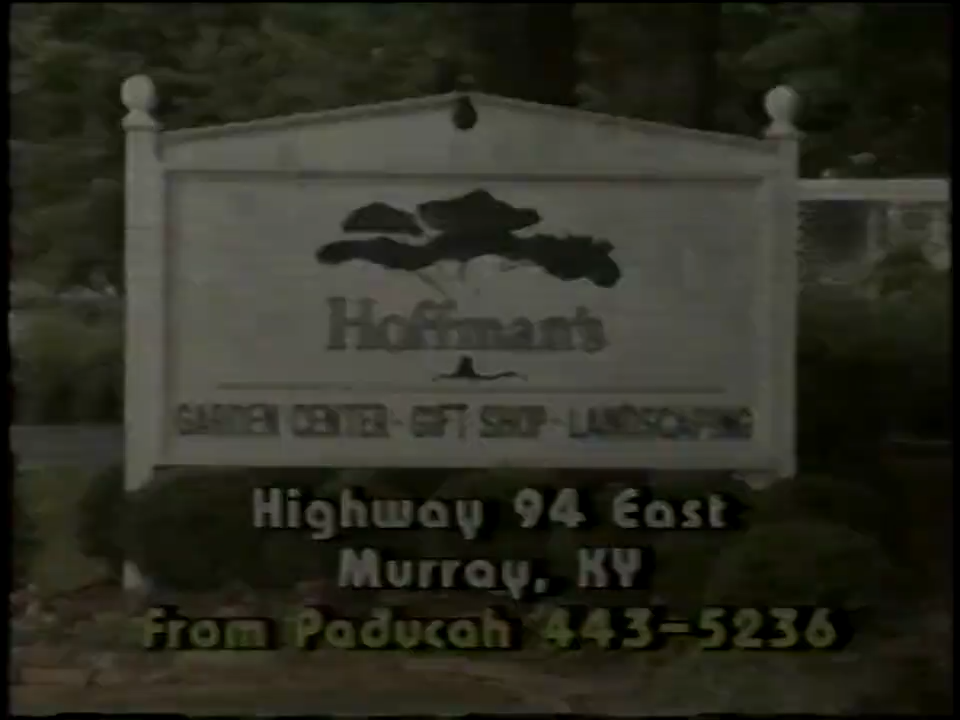 Hoffman's
GARDEN CENTER - GIFT SHOP - LANDSCAPING
Highway 94 East
Murray, KY
From Paducah 443-5236